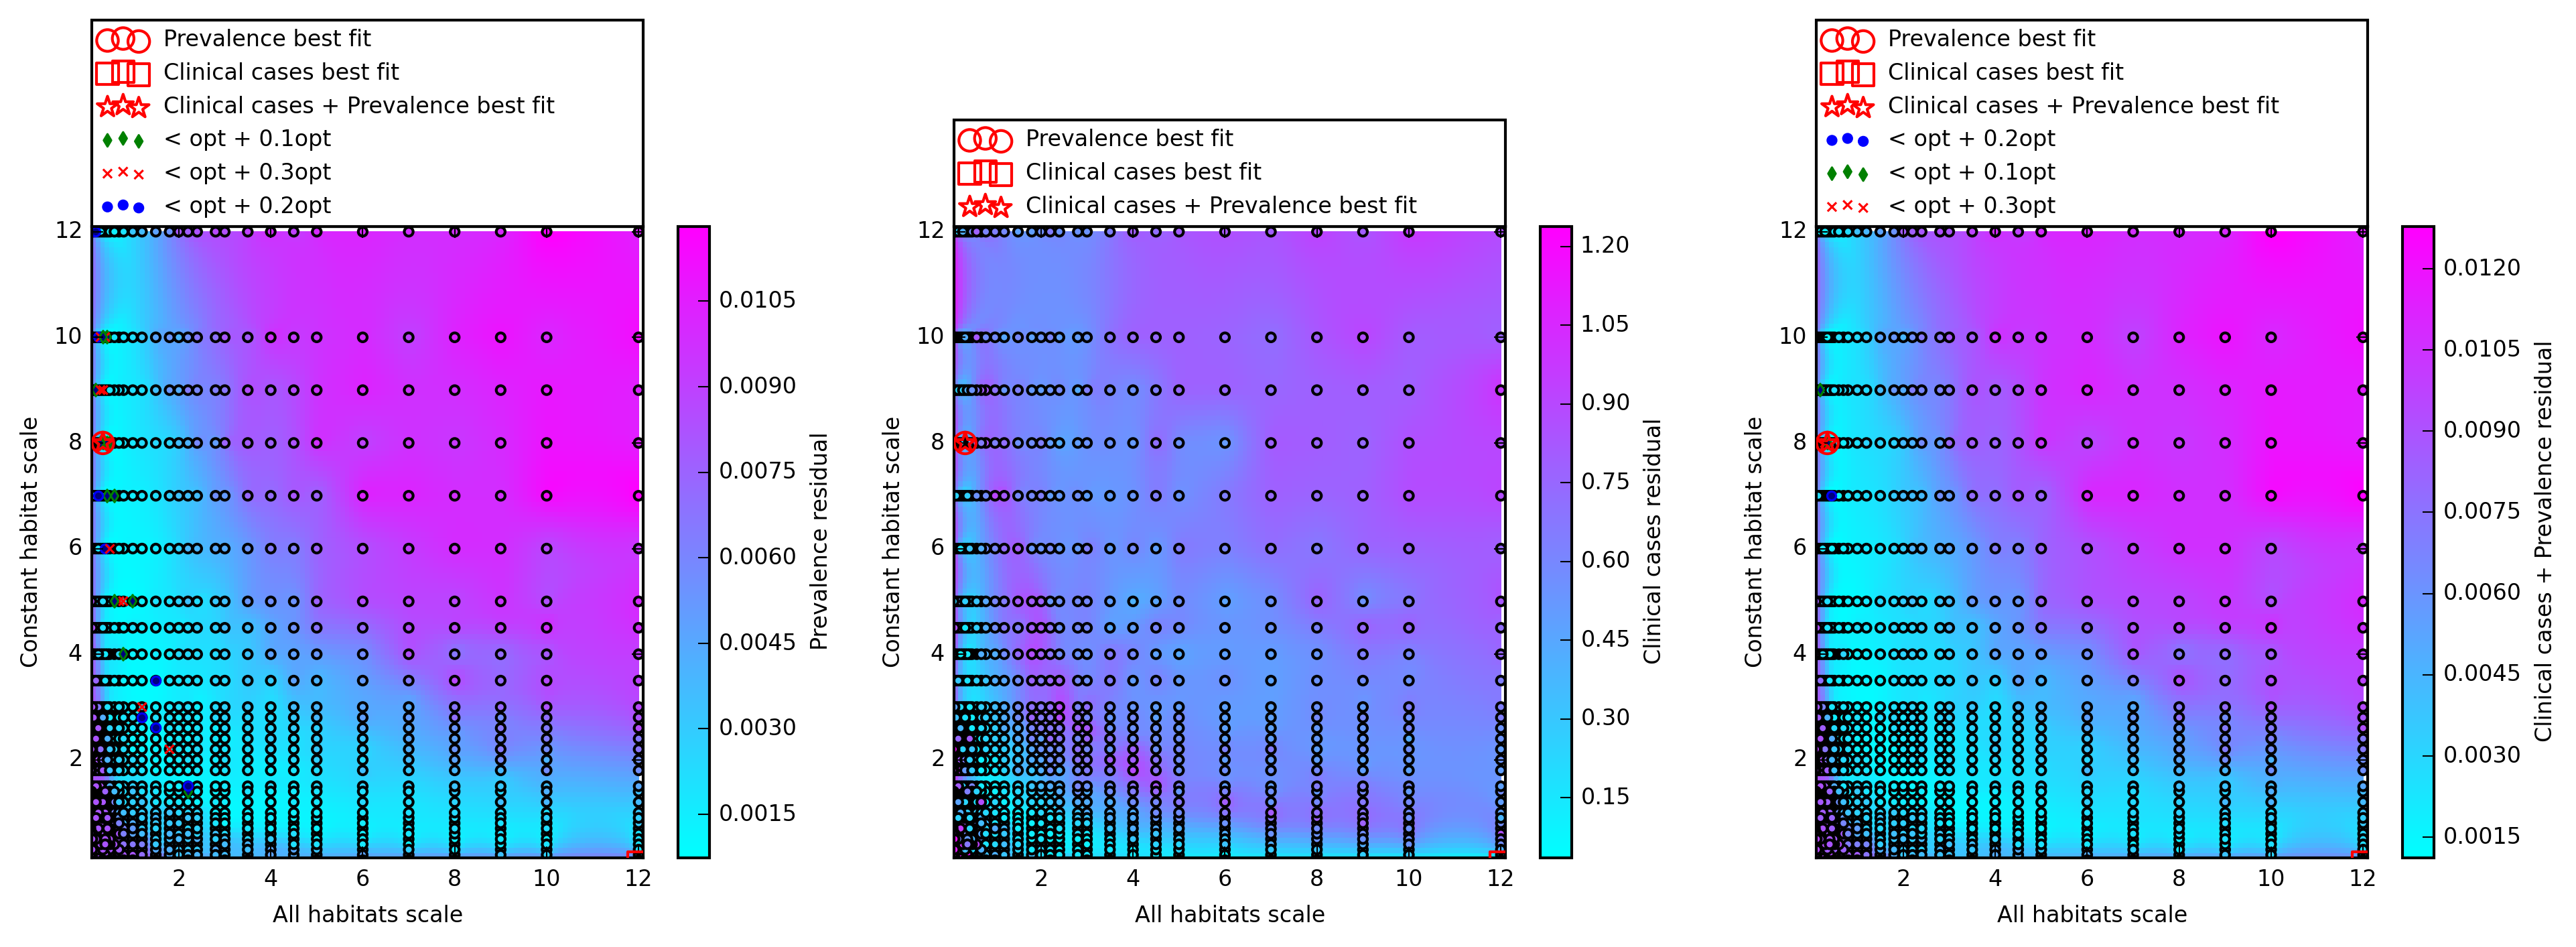 Prevalence best fit
Clinical cases best fit
Clinical cases + Prevalence best fit
< opt + 0.1opt
< opt + 0.3opt
< opt + 0.2opt
12
10
8
6
4
2
Constant habitat scale
2 4 6 8 10 12
All habitats scale
0.0105
0.0090
0.0075
0.0060
0.0045
0.0030
0.0015
Prevalence residual
Prevalence best fit
Clinical cases best fit
Clinical cases + Prevalence best fit
12
10
8
6
4
2
Constant habitat scale
2 4 6 8 10 12
All habitats scale
1.20
1.05
0.90
0.75
0.60
0.45
0.30
0.15
Clinical cases residual
Prevalence best fit
Clinical cases best fit
Clinical cases + Prevalence best fit
< opt + 0.2opt
< opt + 0.1opt
< opt + 0.3opt
12
10
8
6
4
2
Constant habitat scale
2 4 6 8 10 12
All habitats scale
0.0120
0.0105
0.0090
0.0075
0.0060
0.0045
0.0030
0.0015
Clinical cases + Prevalence residual